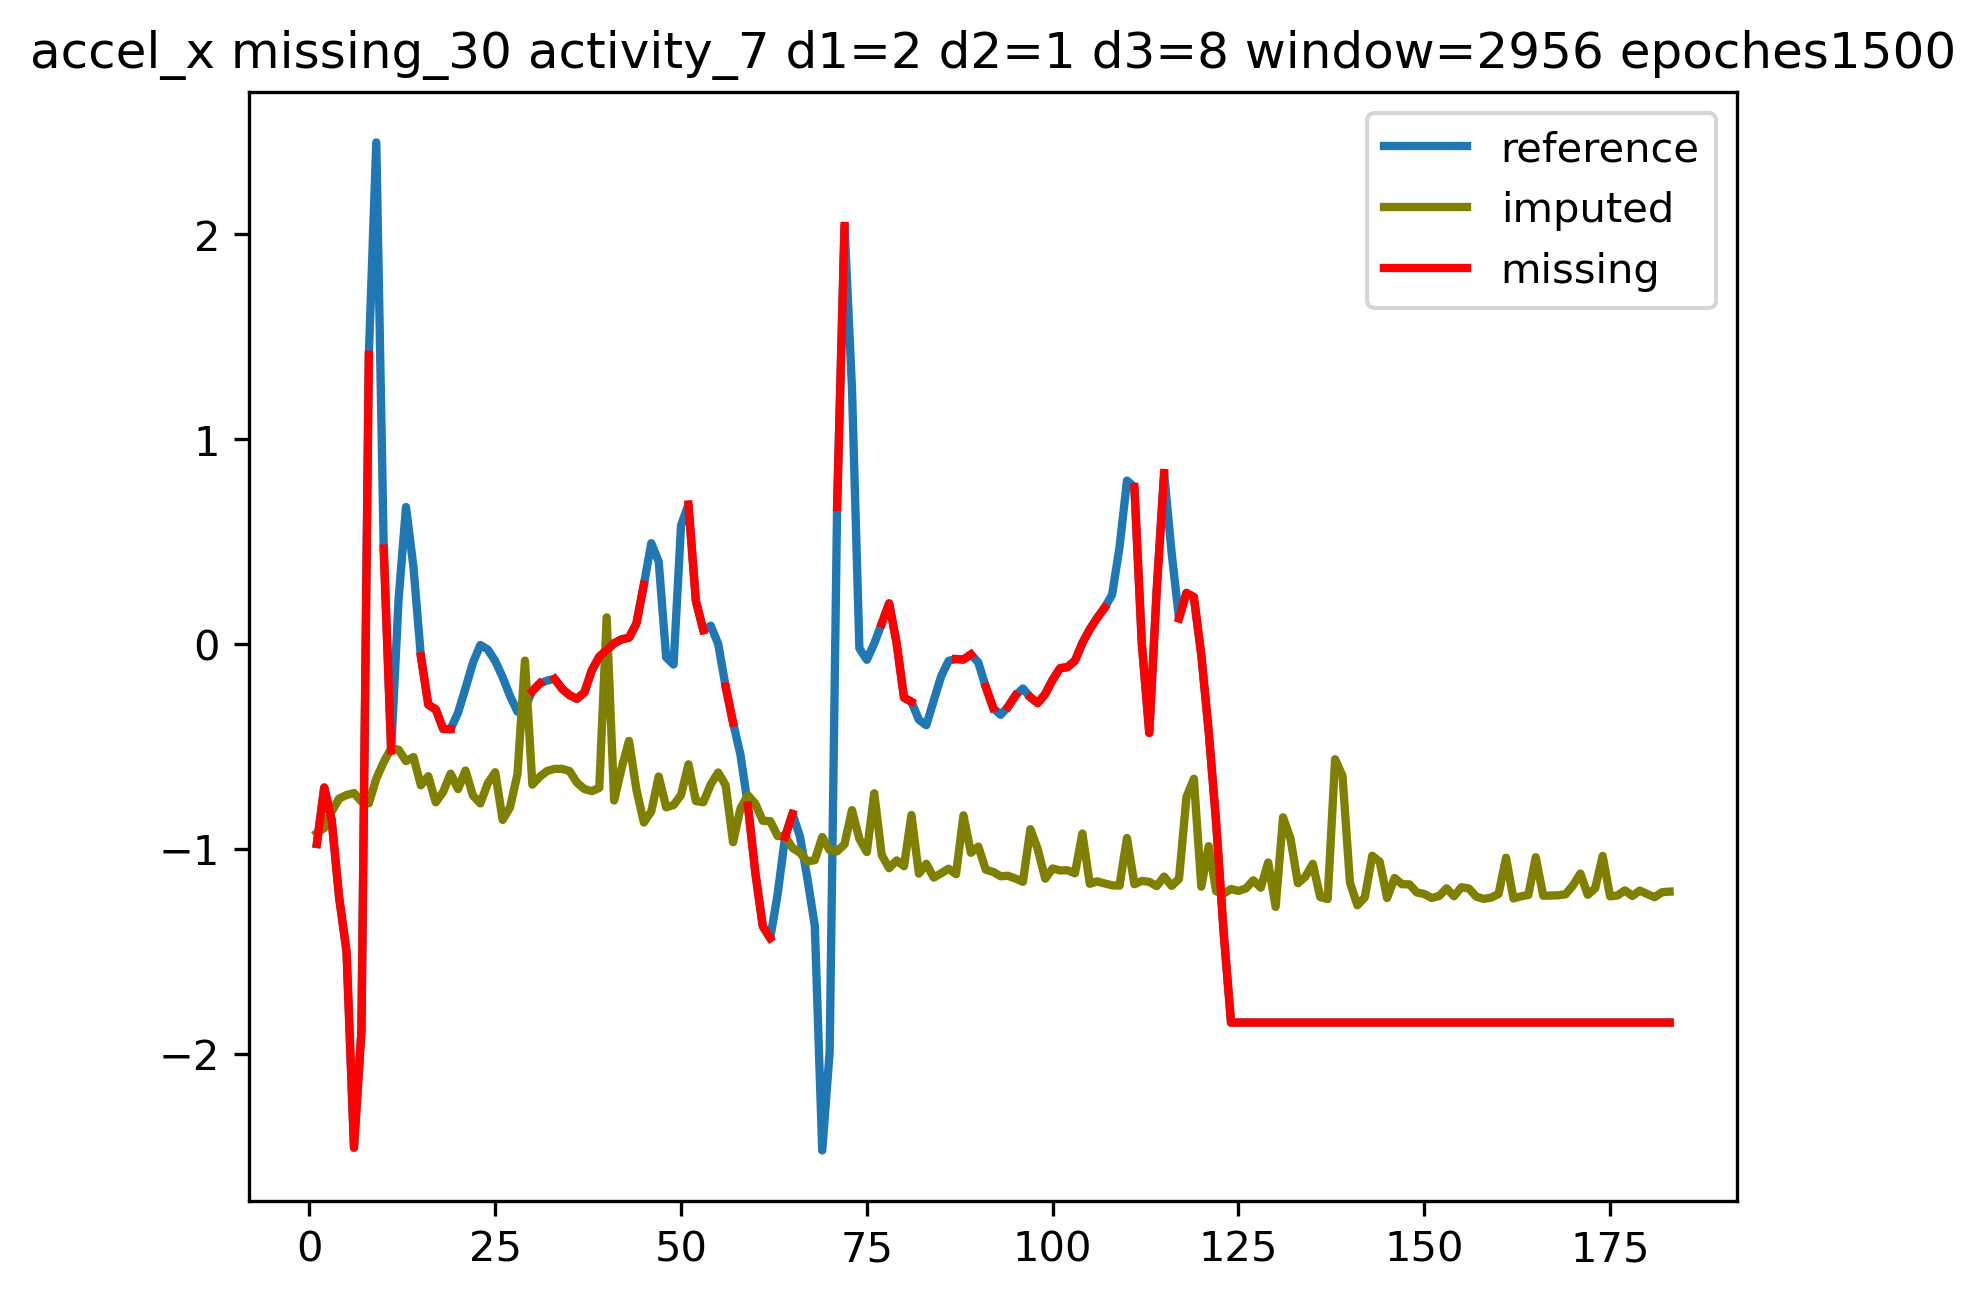 accel_x missing_30 activity_7 d1=2 d2=1 d3=8 window=2956 epoches1500
reference
imputed
missing
2
1
0
−1
−2
0 25 50 75 100 125 150 175